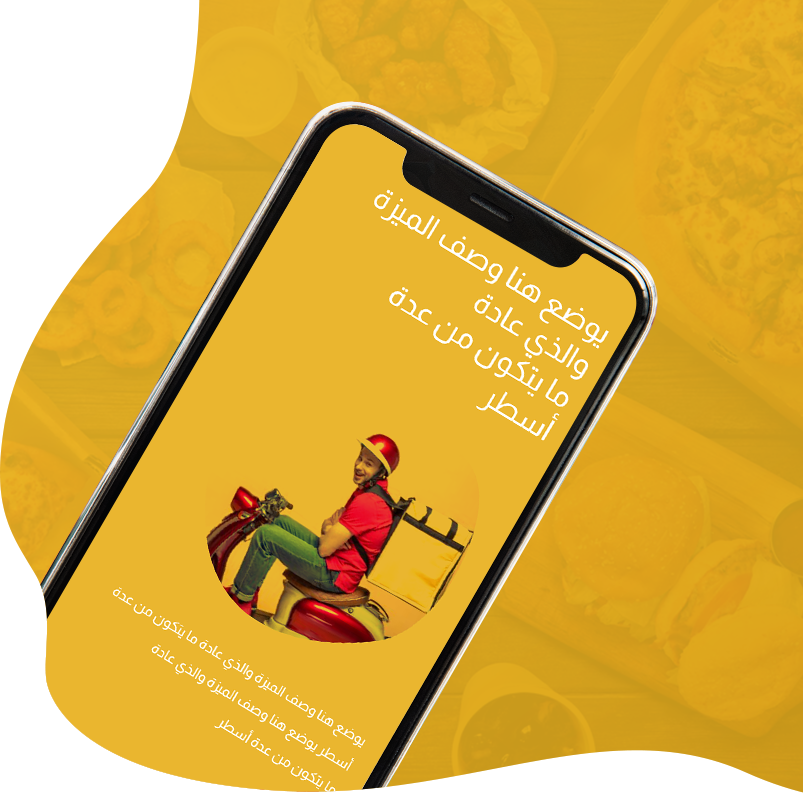 يوضع هنا وصف الميزة
والذي عادة
ما يتكون من عدة
أسطر
يوضع هنا وصف الميزة والذي عادة ما يتكون من عدة
أسطر يوضع هنا وصف الميزة والذي عادة
ما يتكون من عدة أسطر